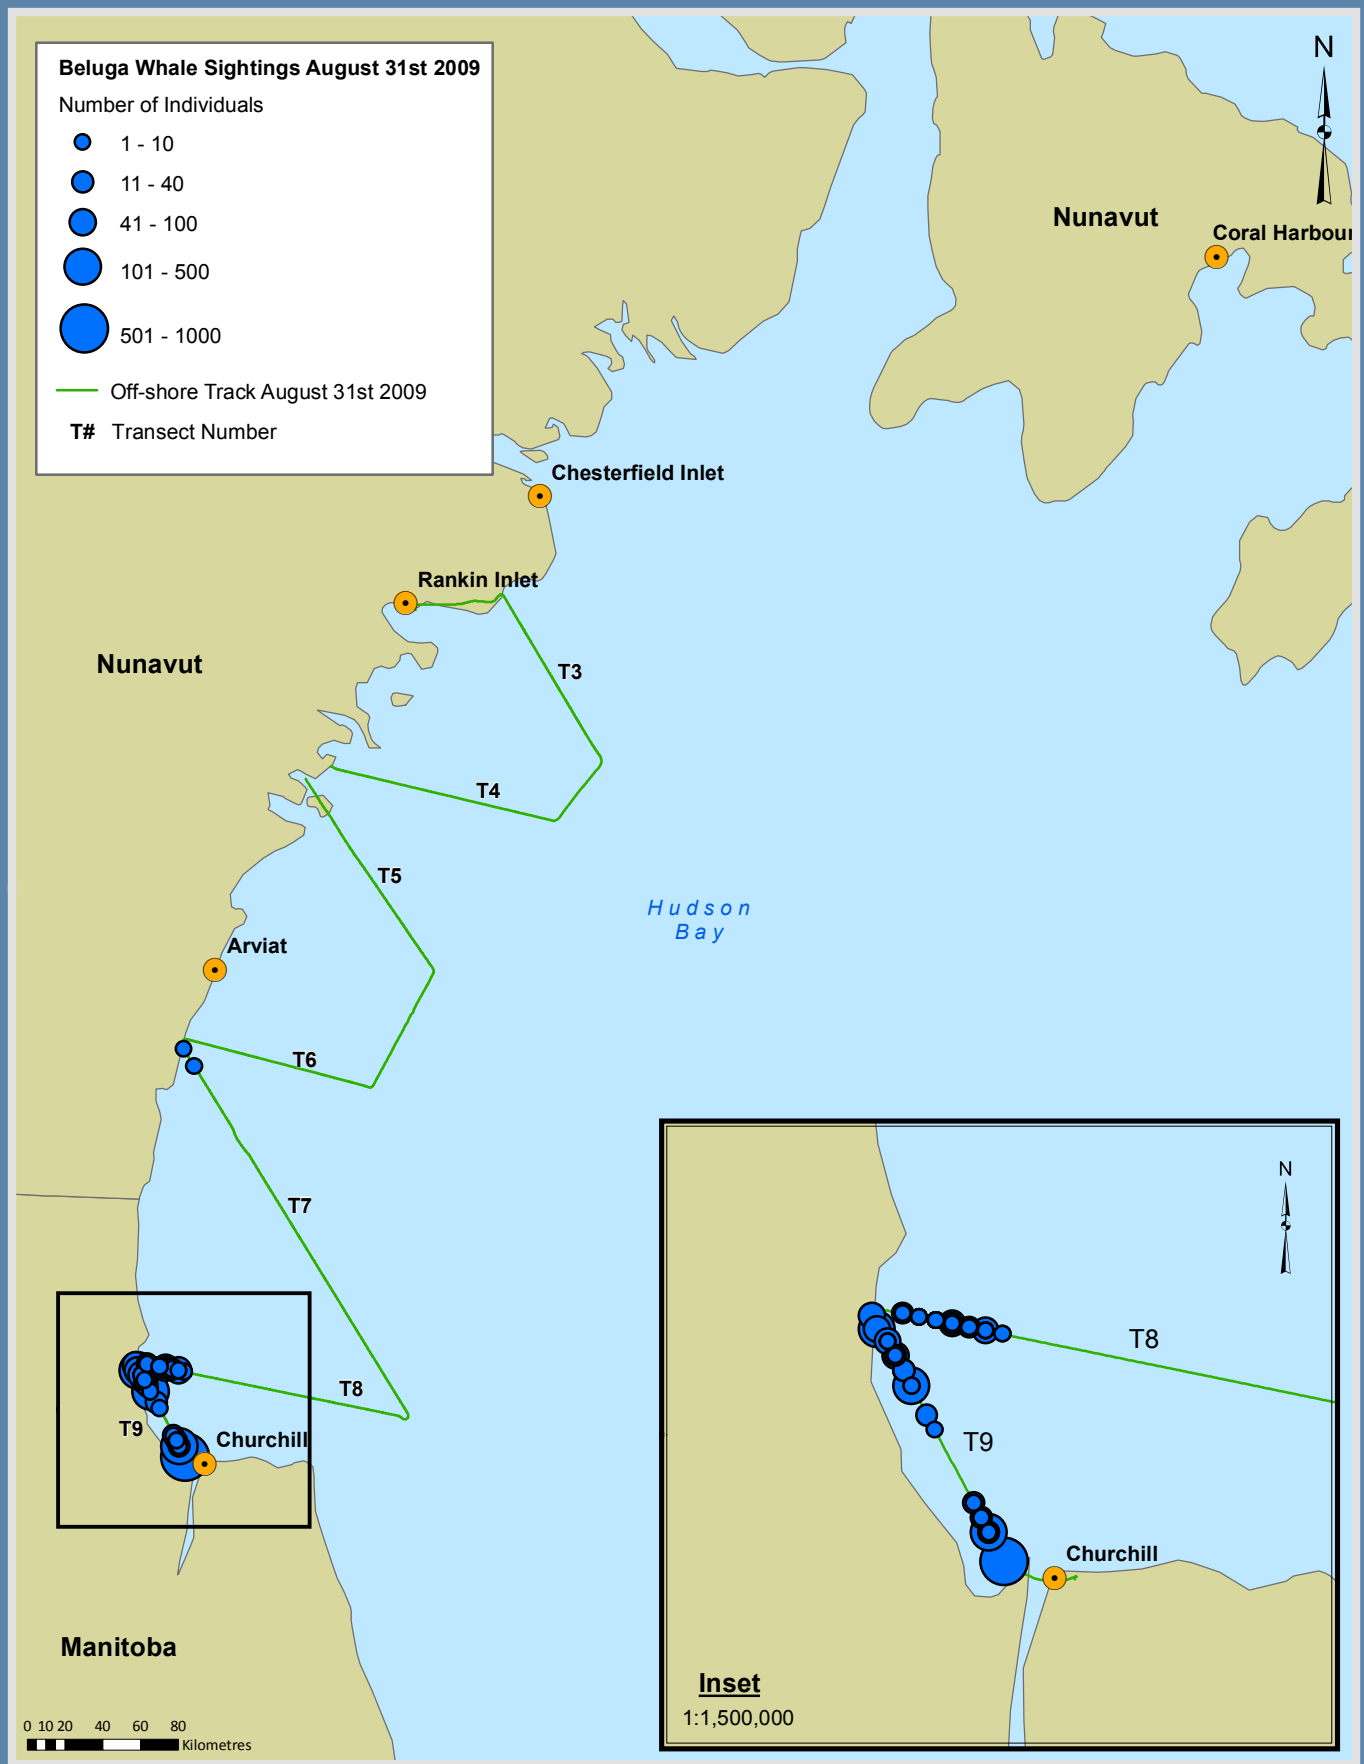 Beluga Whale Sightings August 31st 2009
Number of Individuals
1 - 10
11 - 40
41 - 100
101 - 500
501 - 1000
Off-shore Track August 31st 2009
T# Transect Number
N
Nunavut
Coral Harbour
Chesterfield Inlet
Rankin Inlet
Nunavut
T3
T4
T5
Hudson
Bay
Arviat
T6
T7
T8
T9
Churchill
Manitoba
0 10 20 40 60 80
Kilometres
N
T8
T9
Churchill
Inset
1:1,500,000